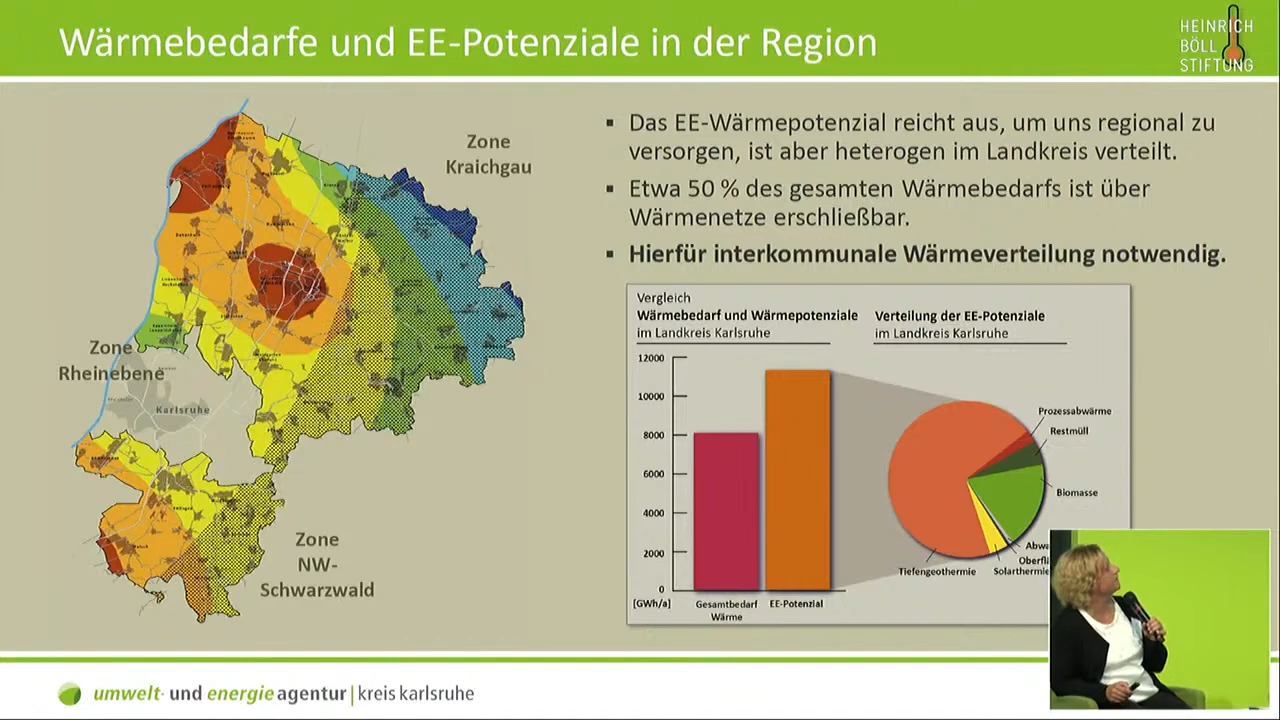 Wärmebedarfe und EE-Potenziale in der Region
HEINRICH
BÖLL
STIFTUNG
Zone
Kraichgau
Zone
Rheinebene
Karlsruhe
Zone
NW-
Schwarzwald
▪ Das EE-Wärmepotenzial reicht aus, um uns regional zu
versorgen, ist aber heterogen im Landkreis verteilt.
▪ Etwa 50 % des gesamten Wärmebedarfs ist über
Wärmenetze erschließbar.
▪ Hierfür interkommunale Wärmeverteilung notwendig.
Vergleich
Wärmebedarf und Wärmepotenziale
im Landkreis Karlsruhe
Verteilung der EE-Potenziale
im Landkreis Karlsruhe
12000
10000
8000
6000
4000
2000
0
[GWh/a]
Gesamtbedarf
Wärme
EE-Potenzial
Prozessabwärme
Restmüll
Biomasse
Abwa
Oberflä
Solarthermie
Tiefengeothermie
umwelt- und energieagentur | kreis karlsruhe